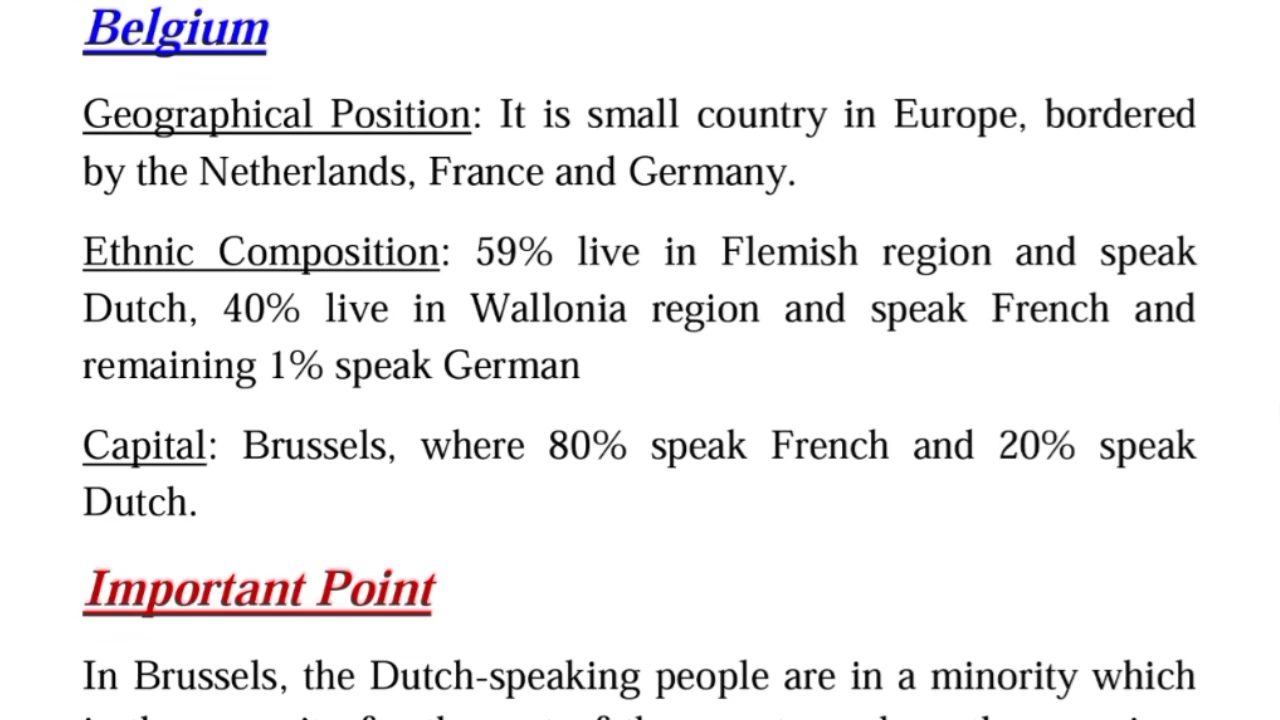 Belgium
Geographical Position: It is small country in Europe, bordered
by the Netherlands, France and Germany.
Ethnic Composition: 59% live in Flemish region and speak
Dutch, 40% live in Wallonia region and speak French and
remaining 1% speak German
Capital: Brussels, where 80% speak French and 20% speak
Dutch.
Important Point
In Brussels, the Dutch-speaking people are in a minority which